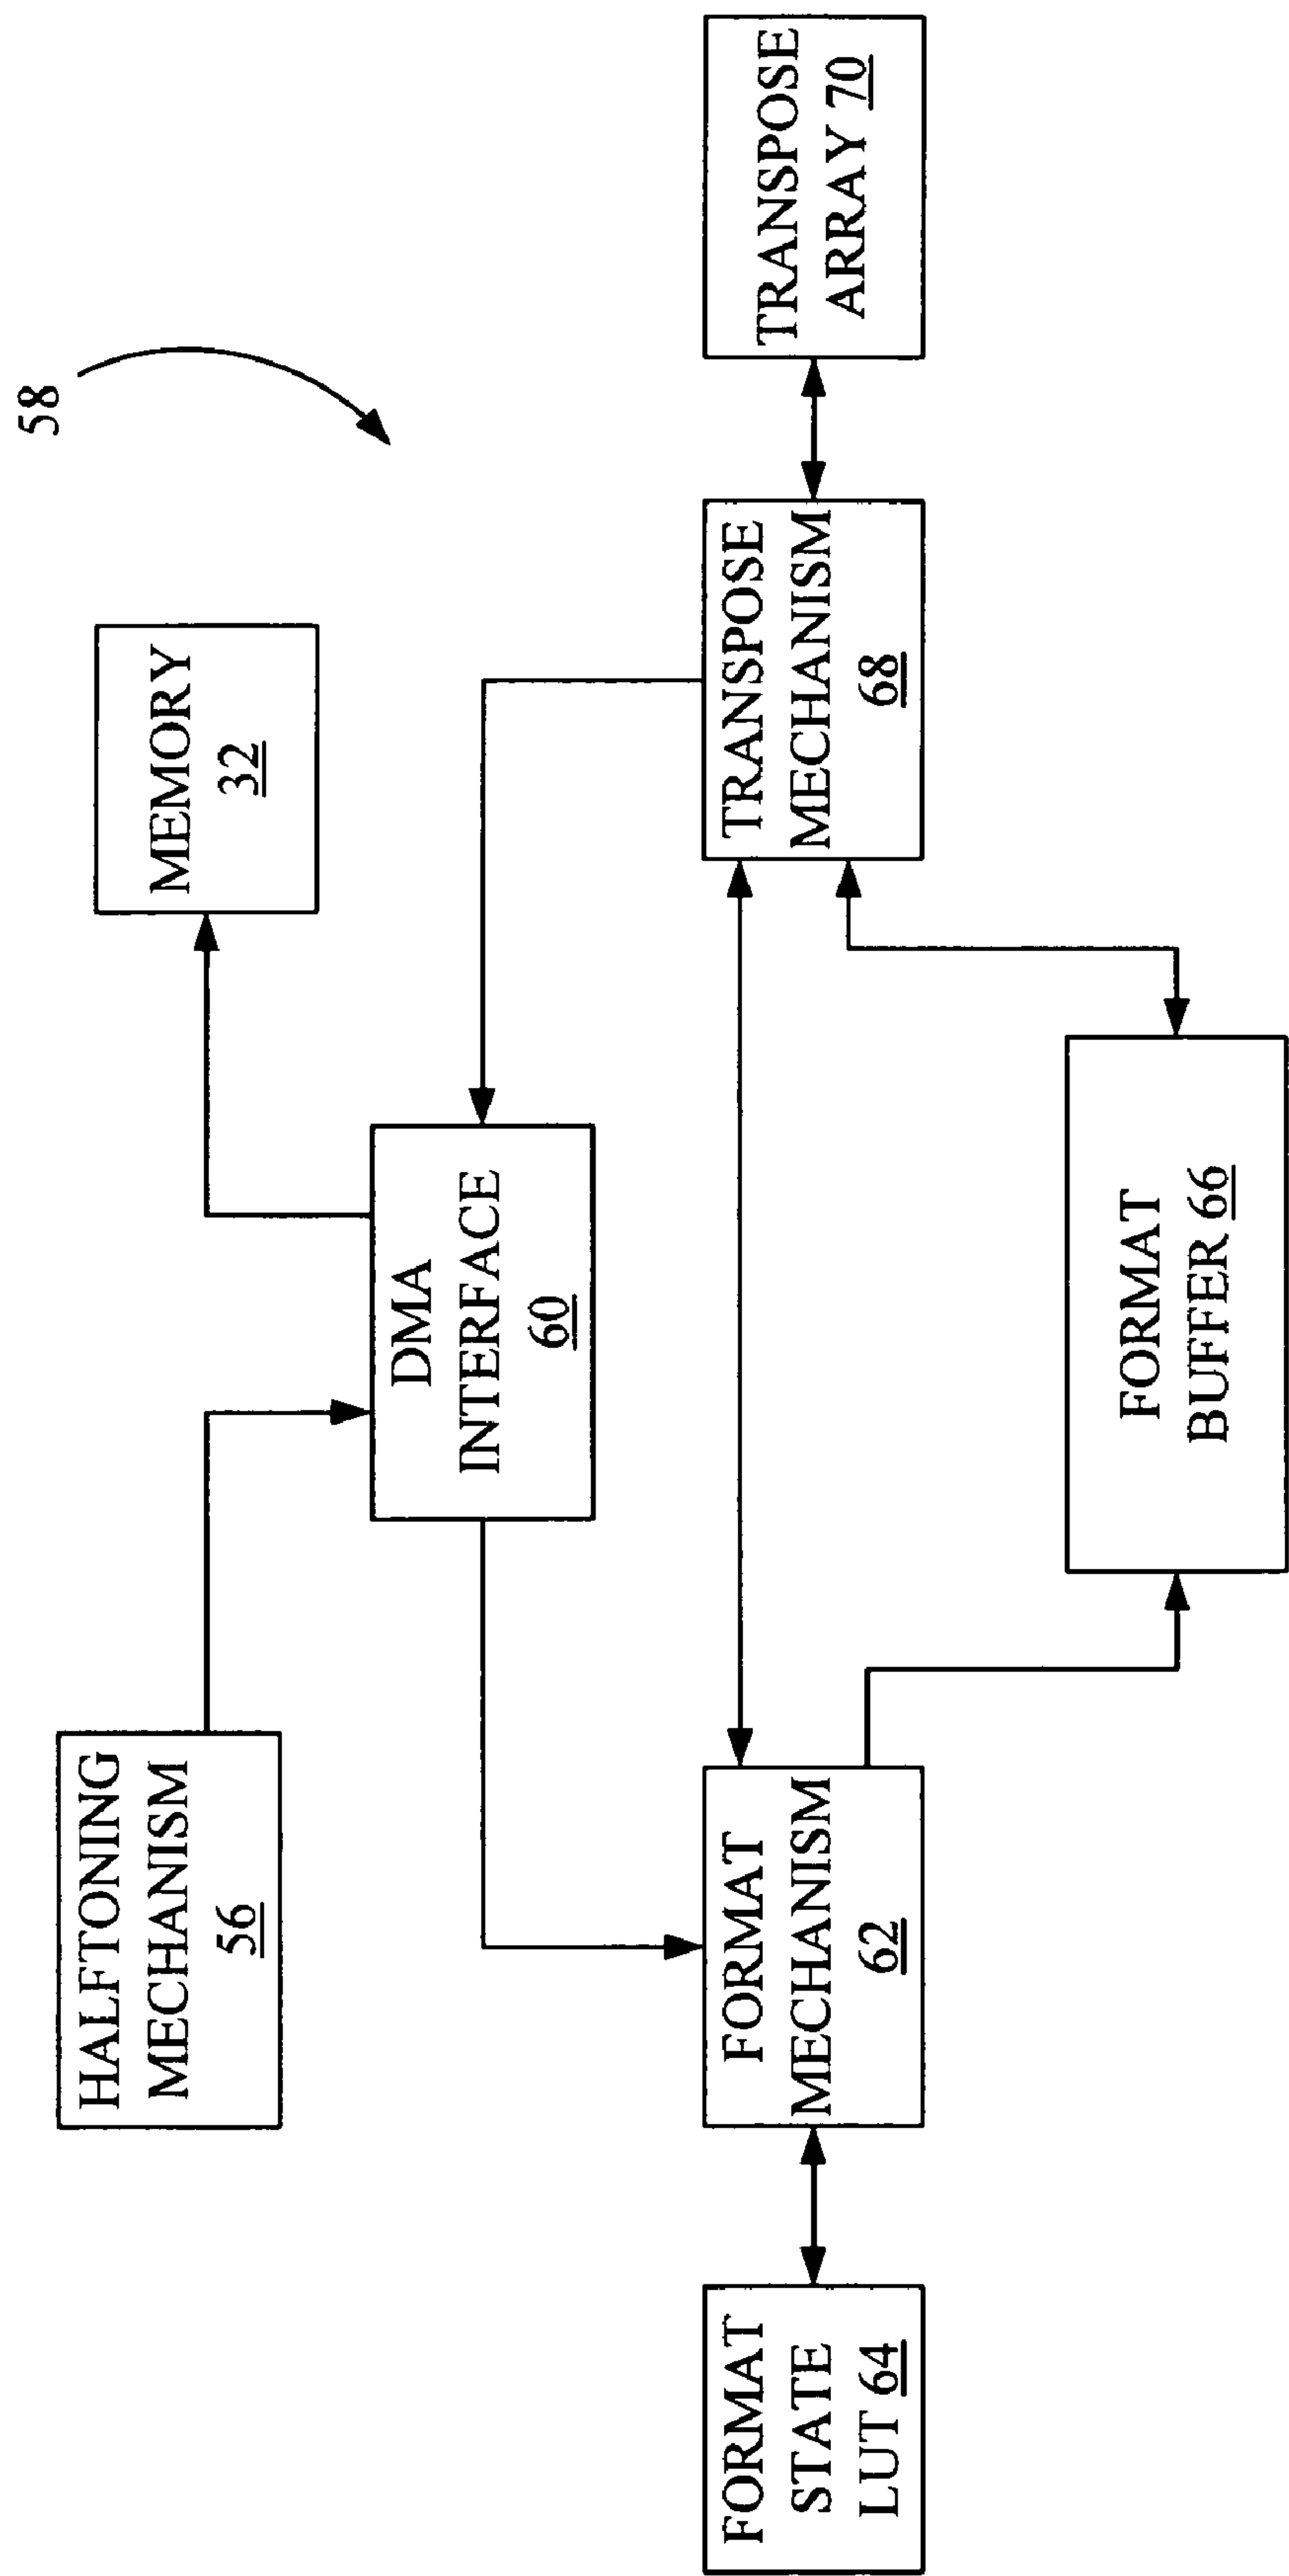 58
HALFTONING
MECHANISM
56
MEMORY
32
DMA
INTERFACE
60
FORMAT
STATE
LUT 64
FORMAT
MECHANISM
62
TRANSPOSE
MECHANISM
68
TRANSPOSE
ARRAY 70
FORMAT
BUFFER 66